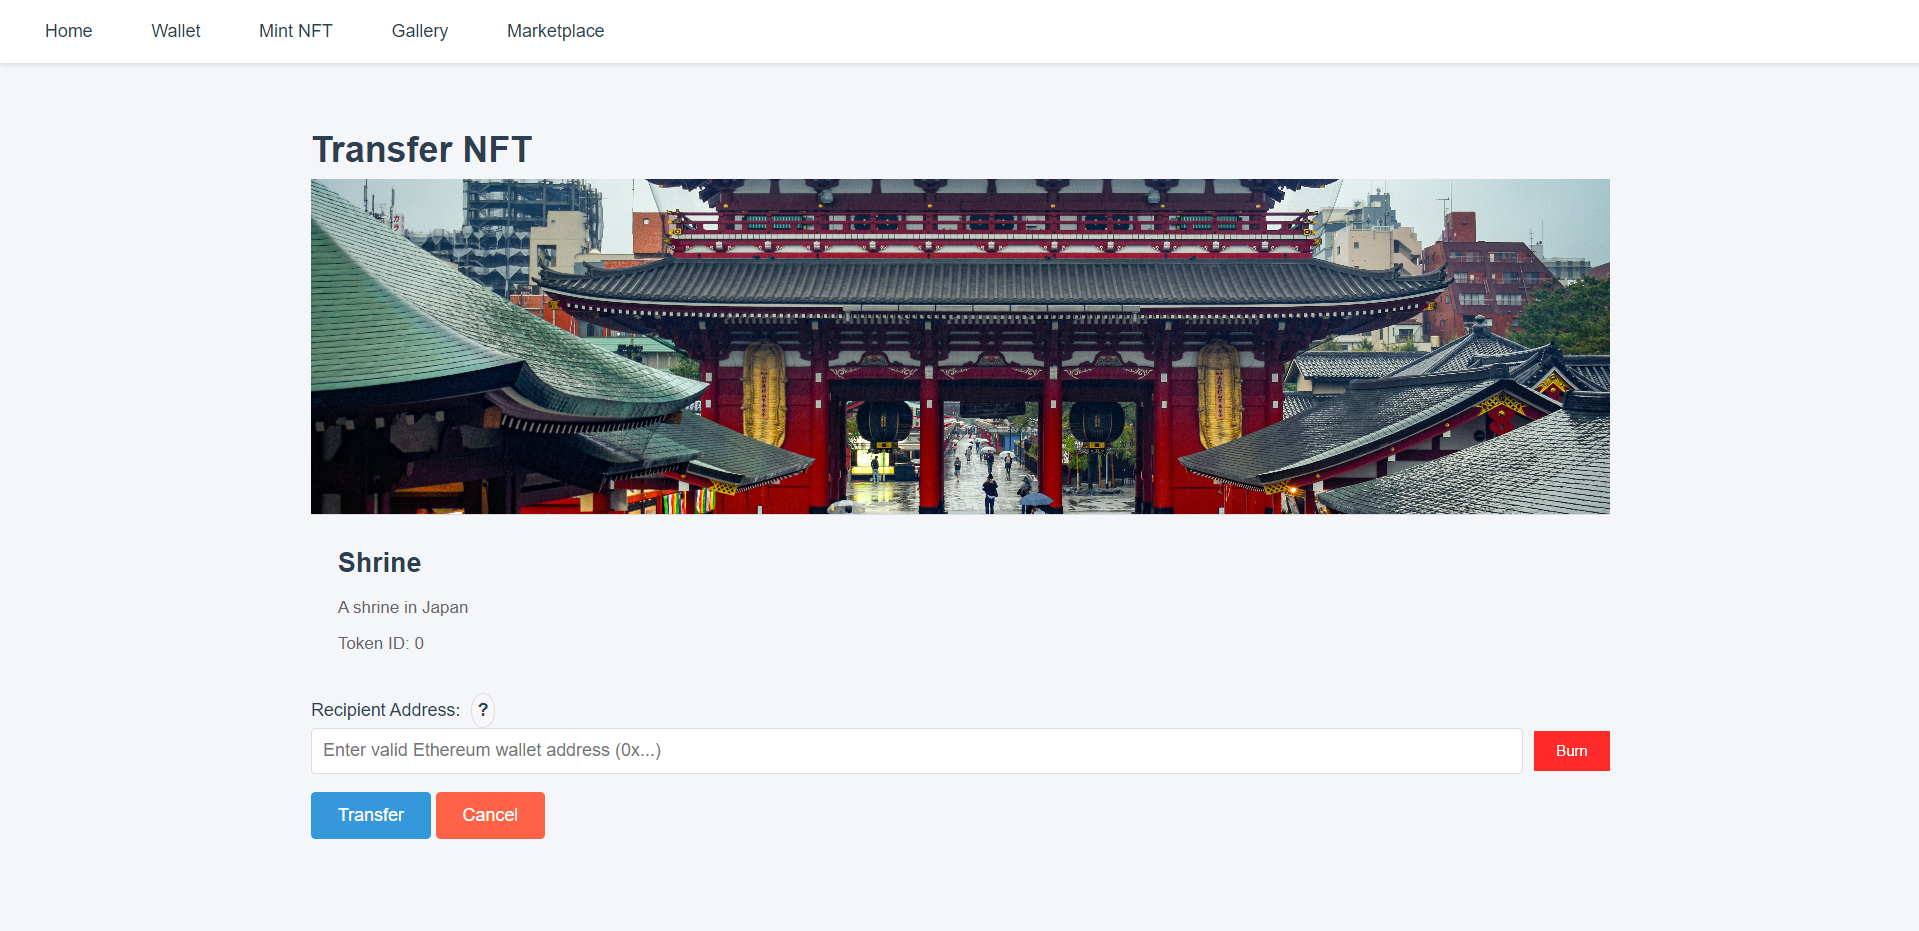 Home Wallet Mint NFT Gallery Marketplace
Transfer NFT
Shrine
A shrine in Japan
Token ID: 0
Recipient Address: ?
Enter valid Ethereum wallet address (0x...)
Burn
Transfer Cancel